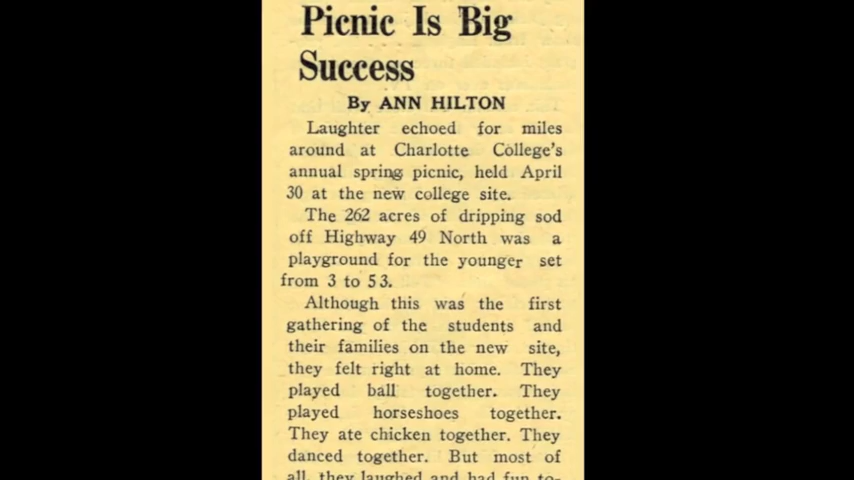 Picnic Is Big
Success
By ANN HILTON
Laughter echoed for miles
around at Charlotte College's
annual spring picnic, held April
30 at the new college site.
The 262 acres of dripping sod
off Highway 49 North was a
playground for the younger set
from 3 to 53.
Although this was the first
gathering of the students and
their families on the new site,
they felt right at home. They
played ball together. They
played horseshoes together.
They ate chicken together. They
danced together. But most of
all, they laughed and had fun to-